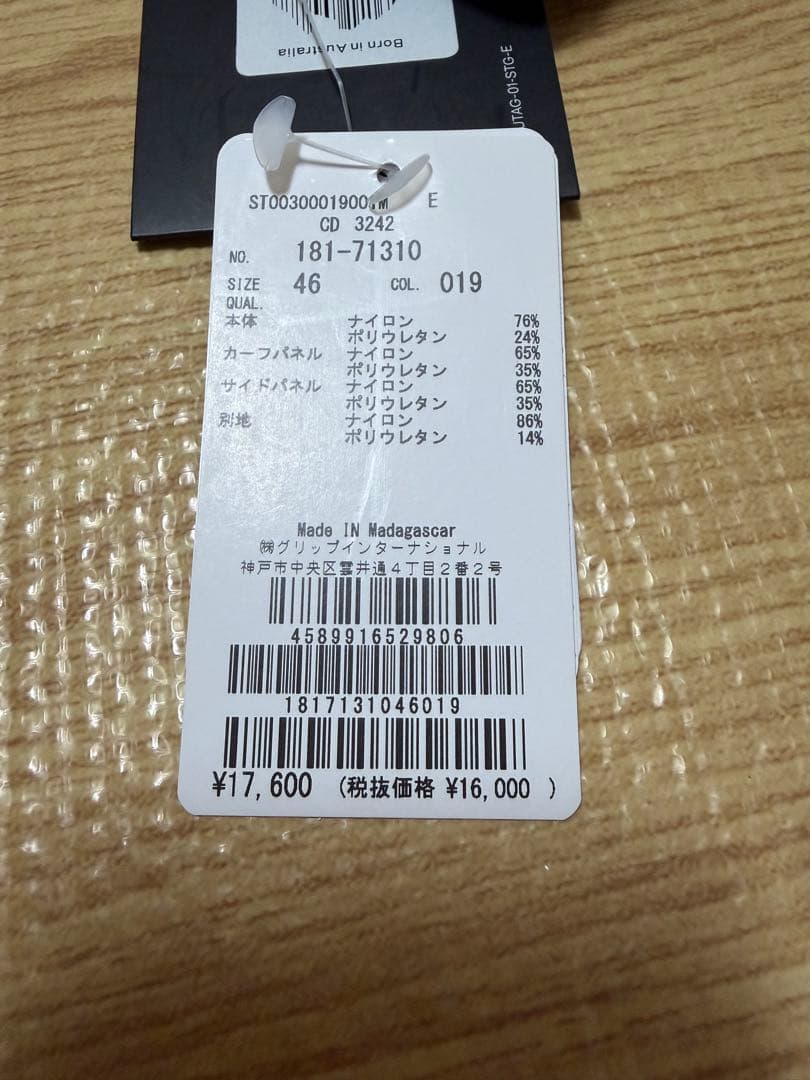 Born in Australia
UTAG-01-STG-E
E
CD 3242
NO. 181-71310
SIZE 46 COL. 019
QUAL.
本体 ナイロン 76%
ポリウレタン 24%
カーフパネル ナイロン 65%
ポリウレタン 35%
サイドパネル ナイロン 65%
ポリウレタン 35%
別地 ナイロン 86%
ポリウレタン 14%
Made IN Madagascar
㈱グリップインターナショナル
神戸市中央区雲井通4丁目2番2号
4589916529806
1817131046019
¥17,600 (税抜価格 ¥16,000 )